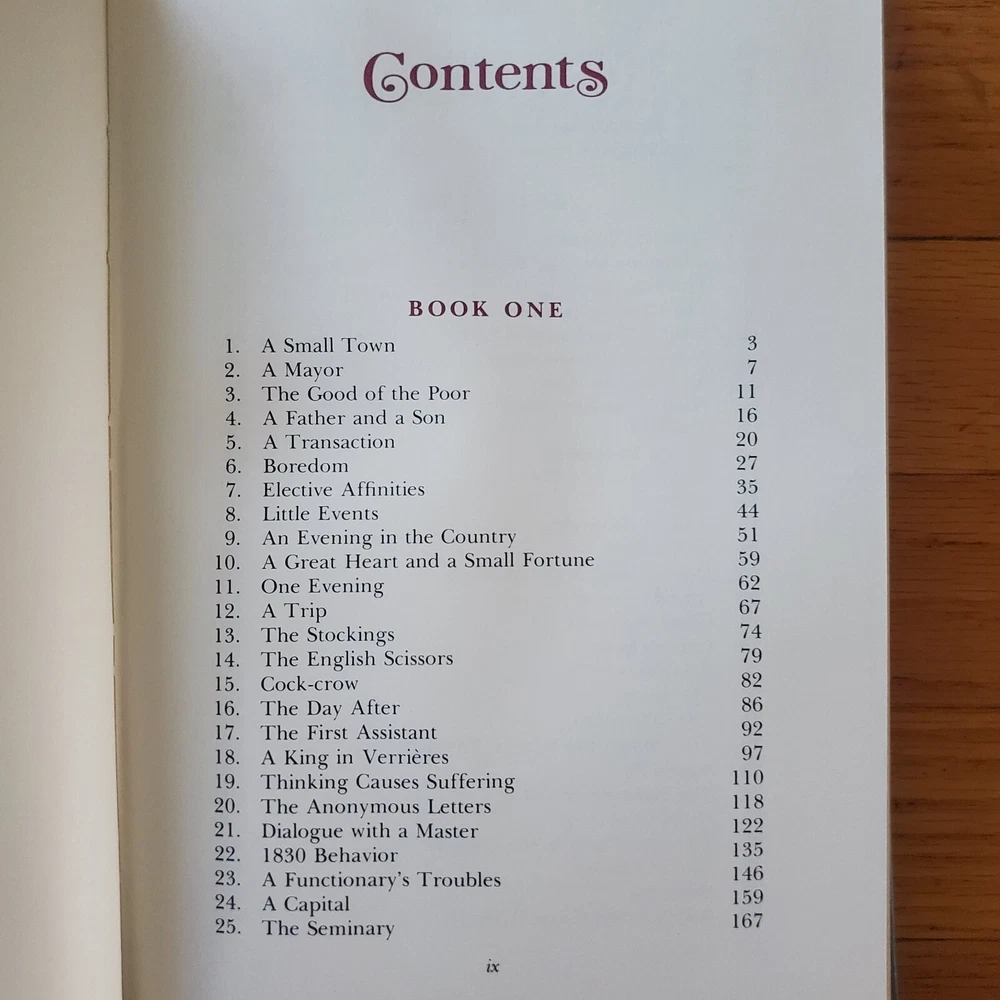 Contents
BOOK ONE
1. A Small Town 3
2. A Mayor 7
3. The Good of the Poor 11
4. A Father and a Son 16
5. A Transaction 20
6. Boredom 27
7. Elective Affinities 35
8. Little Events 44
9. An Evening in the Country 51
10. A Great Heart and a Small Fortune 59
11. One Evening 62
12. A Trip 67
13. The Stockings 74
14. The English Scissors 79
15. Cock-crow 82
16. The Day After 86
17. The First Assistant 92
18. A King in Verrières 97
19. Thinking Causes Suffering 110
20. The Anonymous Letters 118
21. Dialogue with a Master 122
22. 1830 Behavior 135
23. A Functionary's Troubles 146
24. A Capital 159
25. The Seminary 167
ix